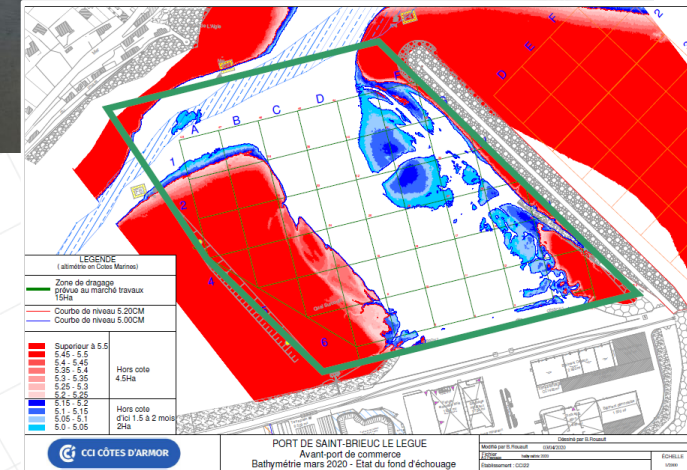 A B C D
D E F
1
2
4
6
LEGENDE
( altimétrie en Cotes Marines)
Zone de dragage
prévue au marché travaux
15Ha
Courbe de niveau 5,20CM
Courbe de niveau 5,00CM
Superieur à 5.5
5.45 - 5.5
5.4 - 5.45
5.35 - 5.4
5.3 - 5.35
5.25 - 5.3
5.2 - 5.25
Hors cote
4.5Ha
5.15 - 5.2
5.1 - 5.15
5.05 - 5.1
5.0 - 5.05
Hors cote
d'ici 1.5 à 2 mois
2Ha
CCI CÔTES D'ARMOR
PORT DE SAINT-BRIEUC LE LEGUE
Avant-port de commerce
Bathymétrie mars 2020 - Etat du fond d'échouage
Dessiné par S.Rouault
Modifié par S.Rouault
03/04/2020
Etablissement : CCI22
ÉCHELLE